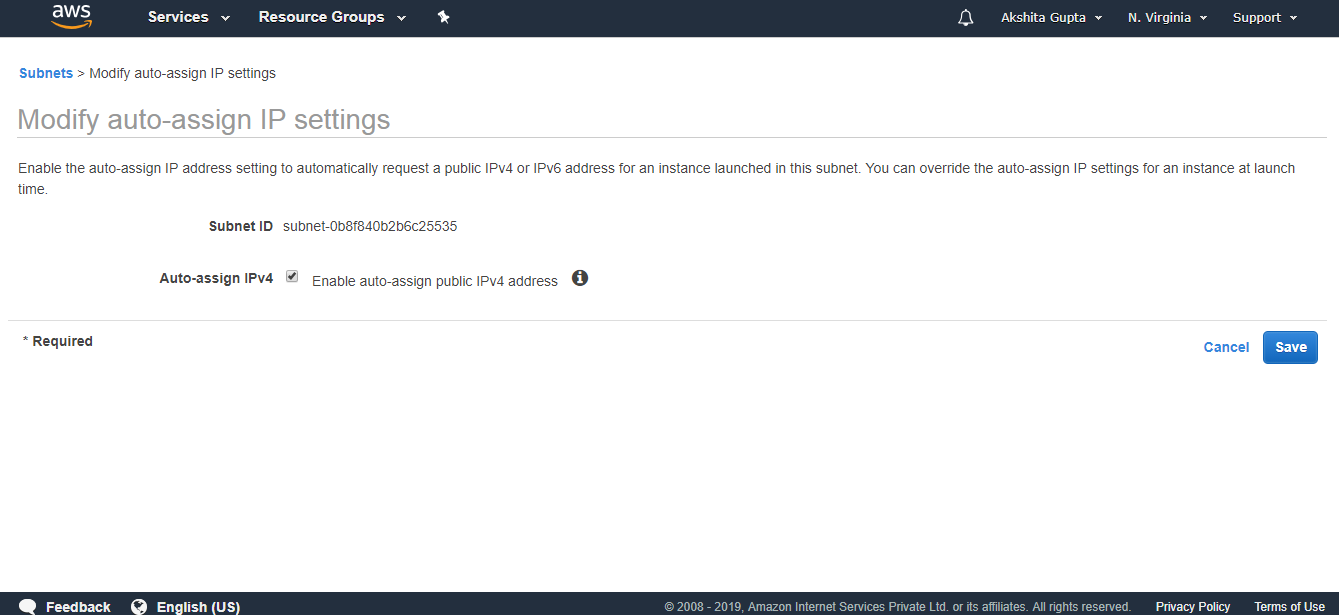 aws Services Resource Groups Akshita Gupta N. Virginia Support
Subnets > Modify auto-assign IP settings
Modify auto-assign IP settings
Enable the auto-assign IP address setting to automatically request a public IPv4 or IPv6 address for an instance launched in this subnet. You can override the auto-assign IP settings for an instance at launch
time.
Subnet ID subnet-0b8f840b2b6c25535
Auto-assign IPv4 Enable auto-assign public IPv4 address
* Required
Cancel Save
Feedback English (US) © 2008 - 2019, Amazon Internet Services Private Ltd. or its affiliates. All rights reserved. Privacy Policy Terms of Use